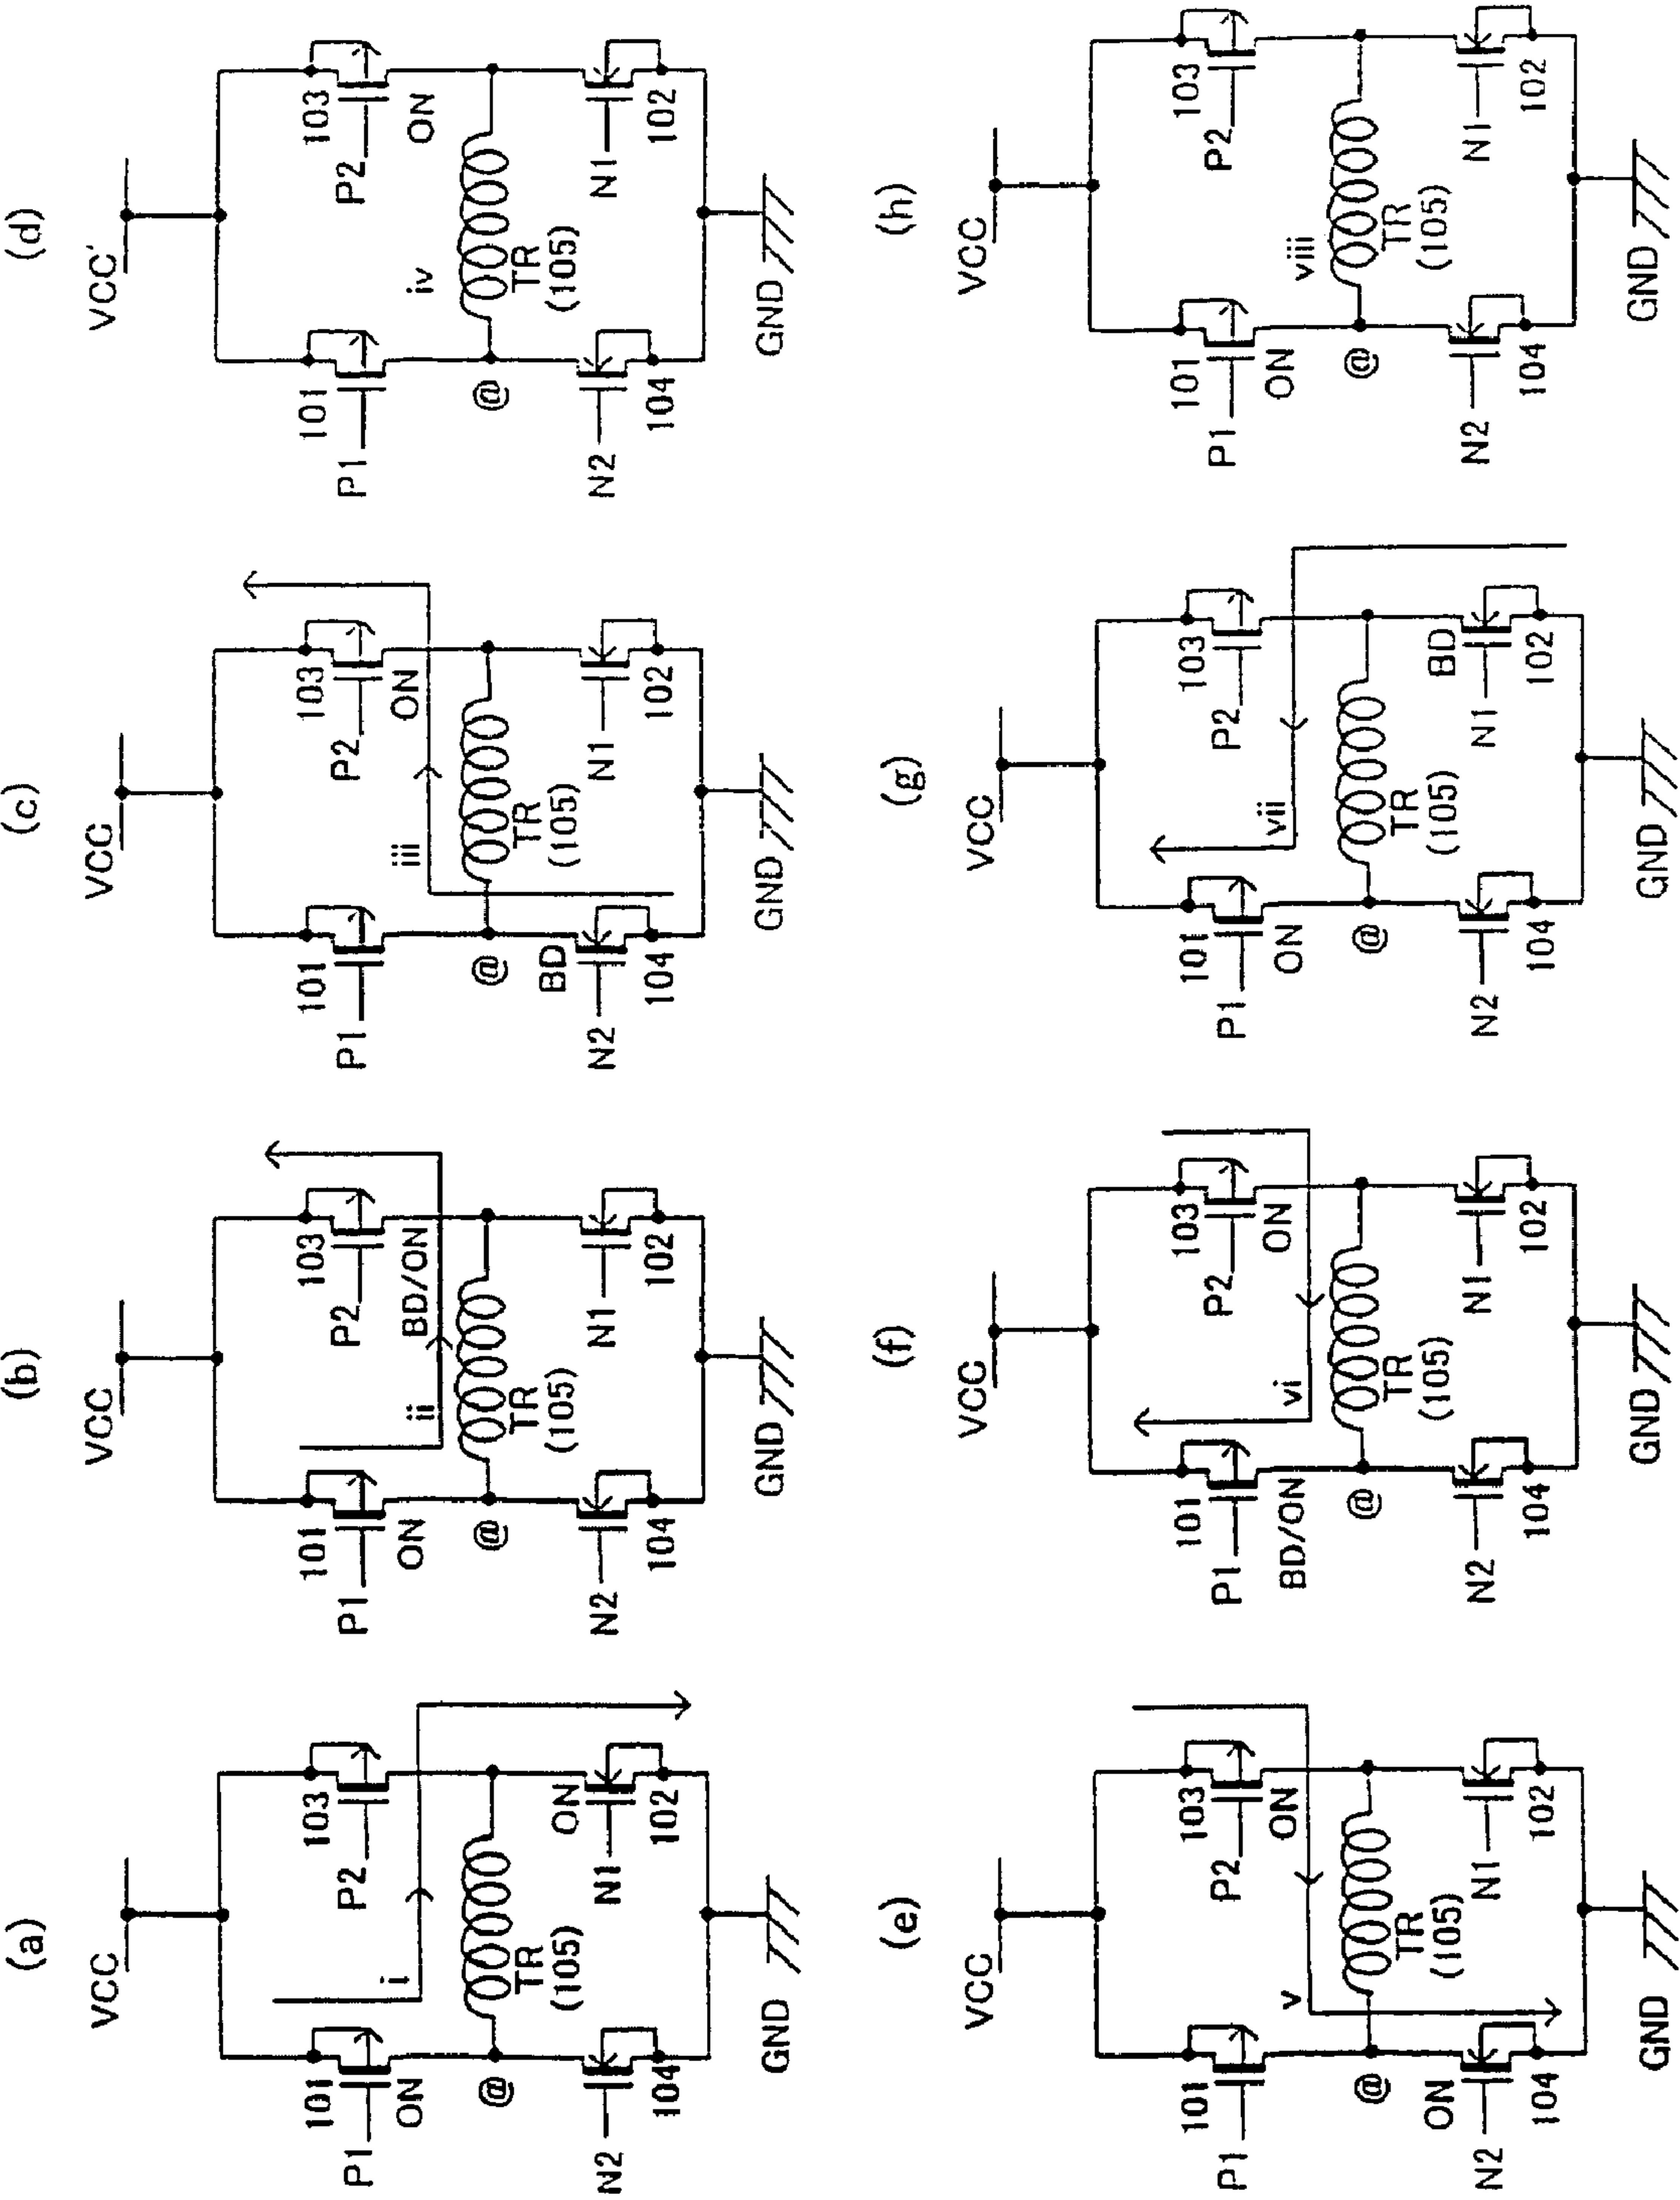 (a)
VCC
101
P1
ON
103
P2
i
@
TR
(105)
ON
N1
102
N2
104
GND
(b)
VCC
101
P1
ON
103
P2
BD/ON
ii
@
TR
(105)
N1
102
N2
104
GND
(c)
VCC
101
P1
103
P2
ON
iii
@
TR
(105)
BD
N1
102
N2
104
GND
(d)
VCC'
101
P1
103
P2
ON
iv
@
TR
(105)
N1
102
N2
104
GND
(e)
VCC
101
P1
103
P2
ON
v
@
TR
(105)
ON
N1
102
N2
104
GND
(f)
VCC
101
P1
BD/ON
103
P2
ON
vi
@
TR
(105)
N1
102
N2
104
GND
(g)
VCC
101
P1
ON
103
P2
vii
@
TR
(105)
BD
N1
102
N2
104
GND
(h)
VCC
101
P1
ON
103
P2
viii
@
TR
(105)
N1
102
N2
104
GND